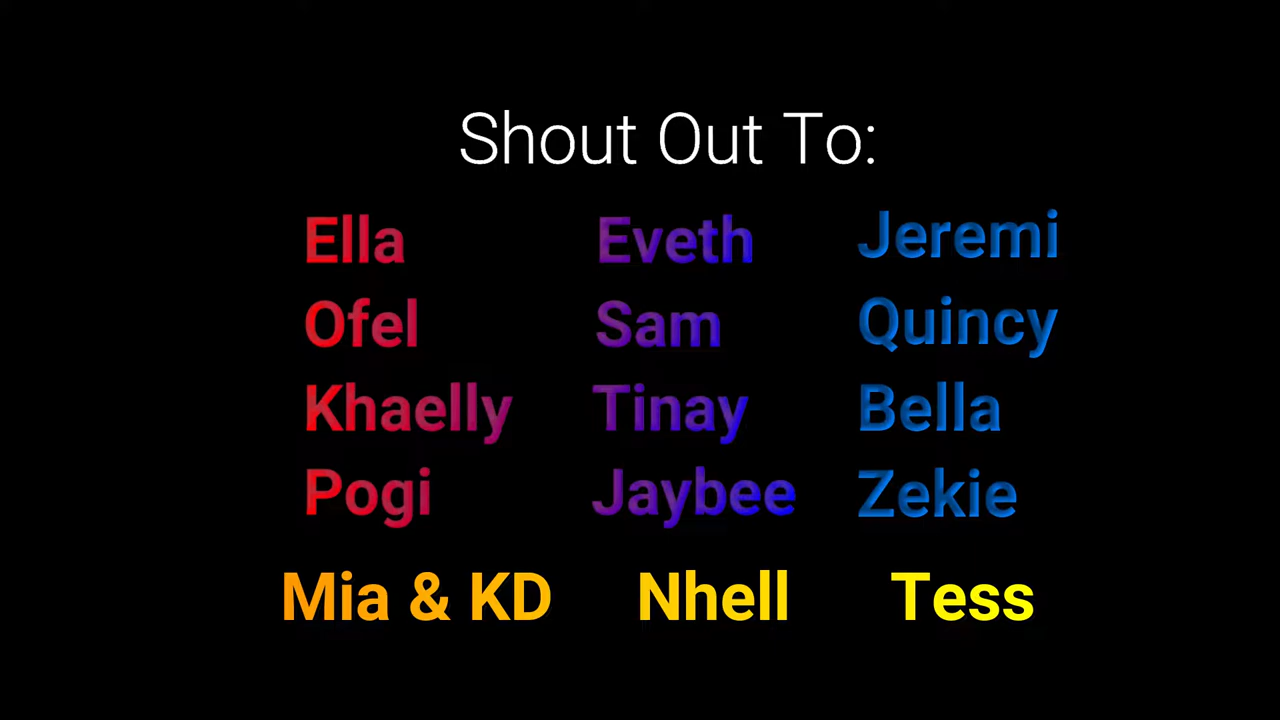 Shout Out To:
Ella Eveth Jeremi
Ofel Sam Quincy
Khaelly Tinay Bella
Pogi Jaybee Zekie
Mia & KD Nhell Tess